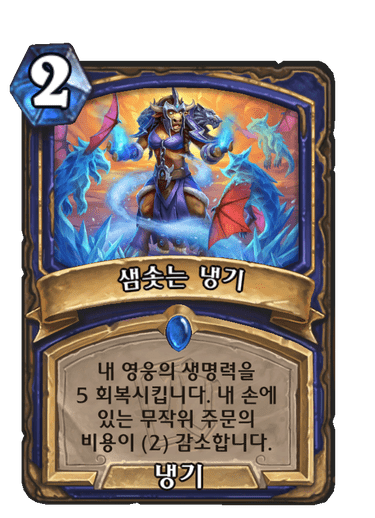 2
샘솟는 냉기
내 영웅의 생명력을
5 회복시킵니다. 내 손에
있는 무작위 주문의
비용이 (2) 감소합니다.
냉기